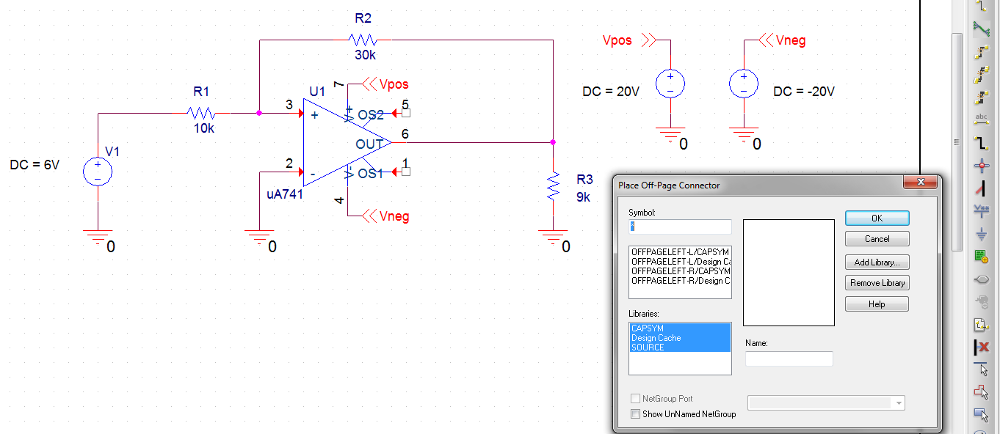 R2
30k
Vpos
Vneg
DC = 20V
DC = -20V
0
0
R1
10k
U1
7
Vpos
3
+
V+
OS2
5
OUT
6
2
-
V-
OS1
1
uA741
4
Vneg
DC = 6V
V1
+
−
0
0
R3
9k
0
+
−
+
−
Place Off-Page Connector
Symbol:
*
OFFPAGELEFT-L/CAPSYM
OFFPAGELEFT-L/Design Ca
OFFPAGELEFT-R/CAPSYM
OFFPAGELEFT-R/Design C
Libraries:
CAPSYM
Design Cache
SOURCE
OK
Cancel
Add Library...
Remove Library
Help
Name:
NetGroup Port
Show UnNamed NetGroup
abc